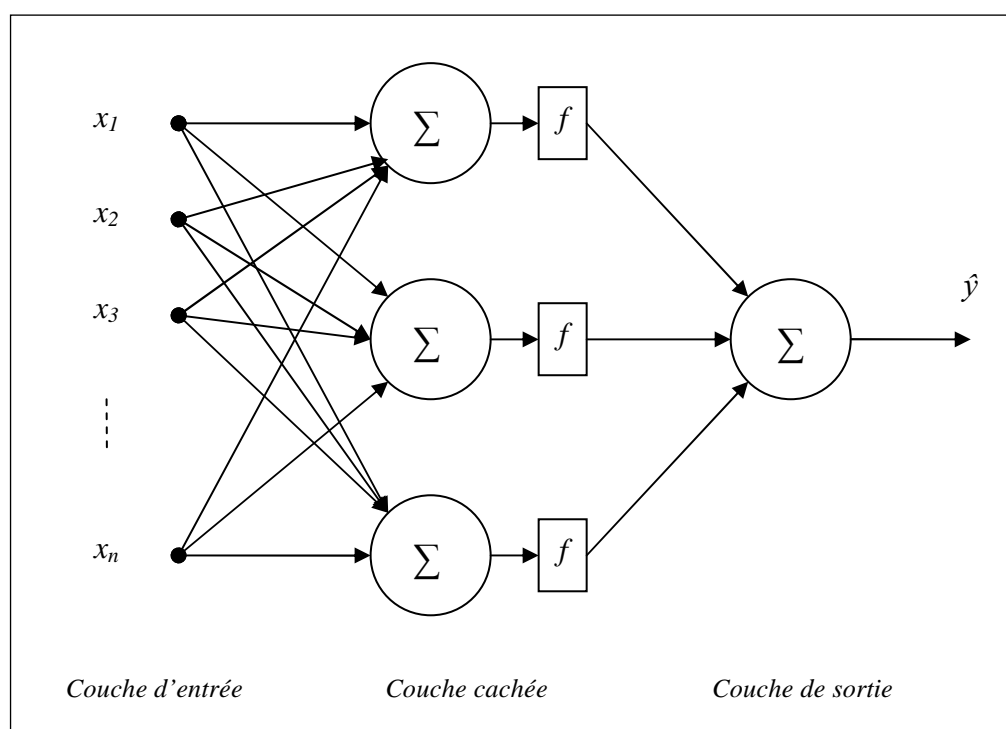 x1 ∑ f
x2
ŷ
x3 ∑ f ∑
xn ∑ f
Couche d'entrée Couche cachée Couche de sortie